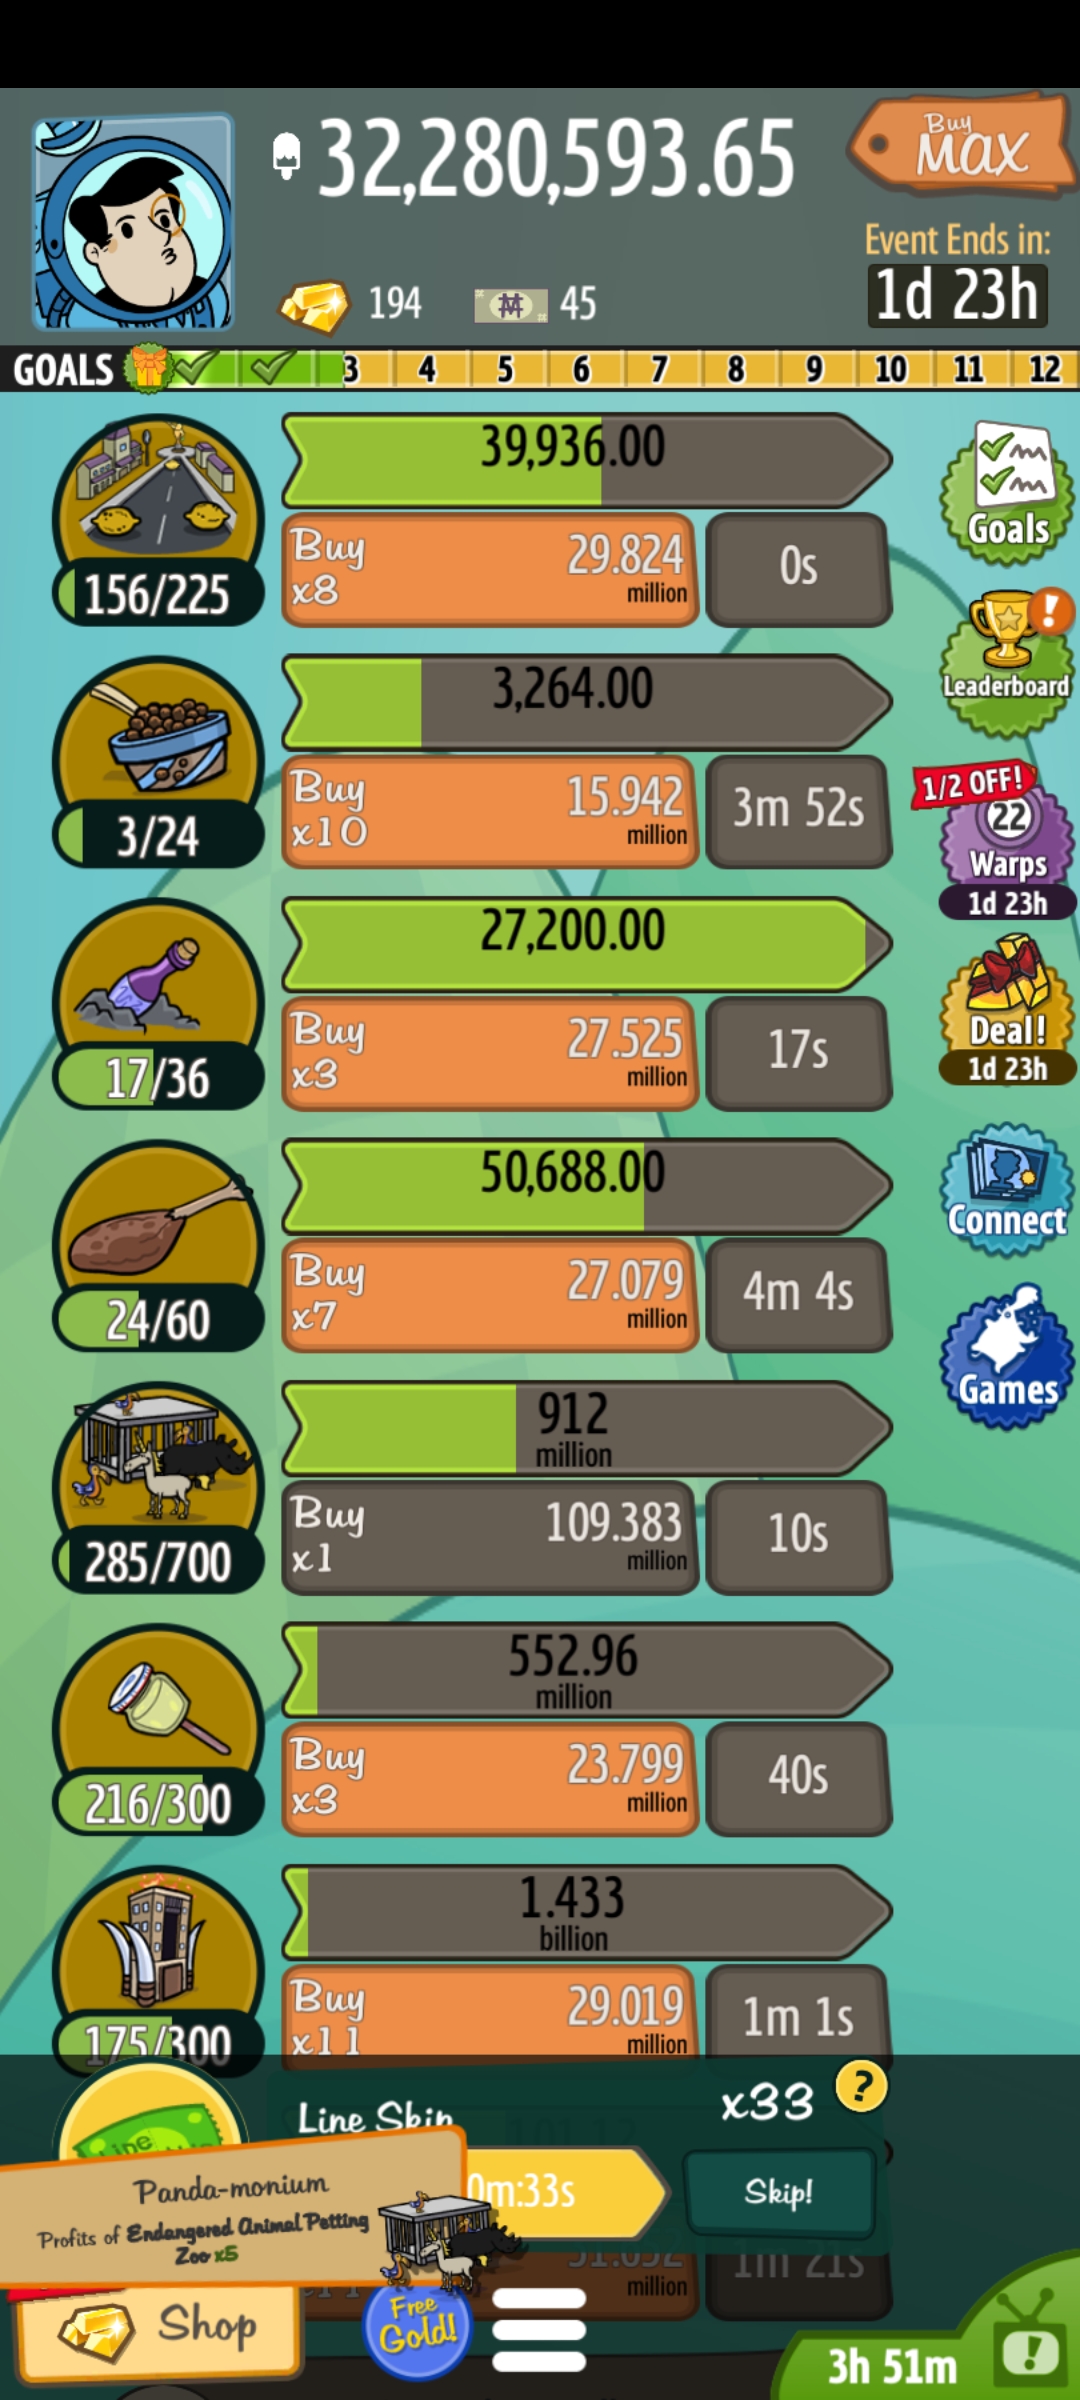 32,280,593.65
Buy
MAX
Event Ends in:
1d 23h
194
45
GOALS 3 4 5 6 7 8 9 10 11 12
39,936.00
156/225
Buy 29.824
x8 million
0s
Goals
3,264.00
3/24
Buy 15.942
x10 million
3m 52s
!
Leaderboard
1/2 OFF!
22
Warps
1d 23h
27,200.00
17/36
Buy 27.525
x3 million
17s
Deal!
1d 23h
50,688.00
24/60
Buy 27.079
x7 million
4m 4s
Connect
Games
912
million
285/700
Buy 109.383
x1 million
10s
552.96
million
216/300
Buy 23.799
x3 million
40s
1.433
billion
175/300
Buy 29.019
x11 million
1m 1s
Line Skip
x33
?
0m:33s
Skip!
Panda-monium
Profits of Endangered Animal Petting
Zoo x5
million
1m 21s
Shop
Free
Gold!
3h 51m
!